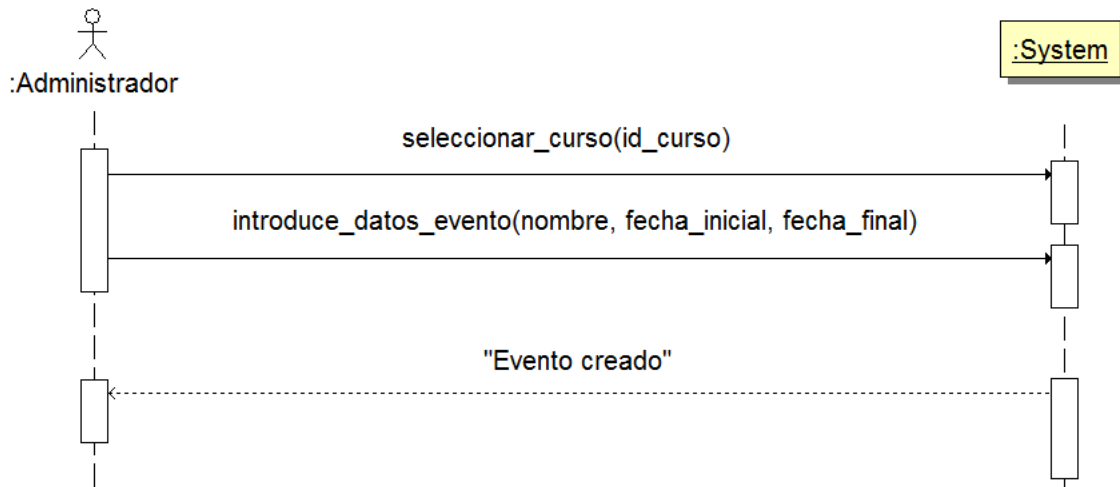 :Administrador
:System
seleccionar_curso(id_curso)
introduce_datos_evento(nombre, fecha_inicial, fecha_final)
"Evento creado"